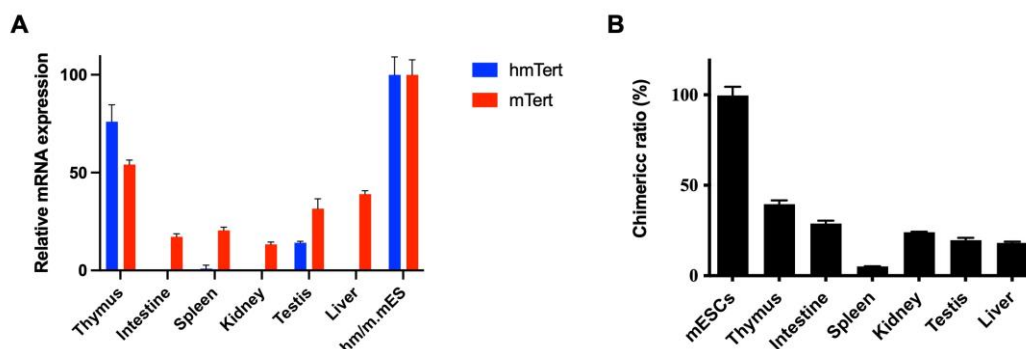 A
Relative mRNA expression
100
50
0
Thymus
Intestine
Spleen
Kidney
Testis
Liver
hm/m.mES
hmTert
mTert
B
Chimericc ratio (%)
100
50
0
mESCs
Thymus
Intestine
Spleen
Kidney
Testis
Liver